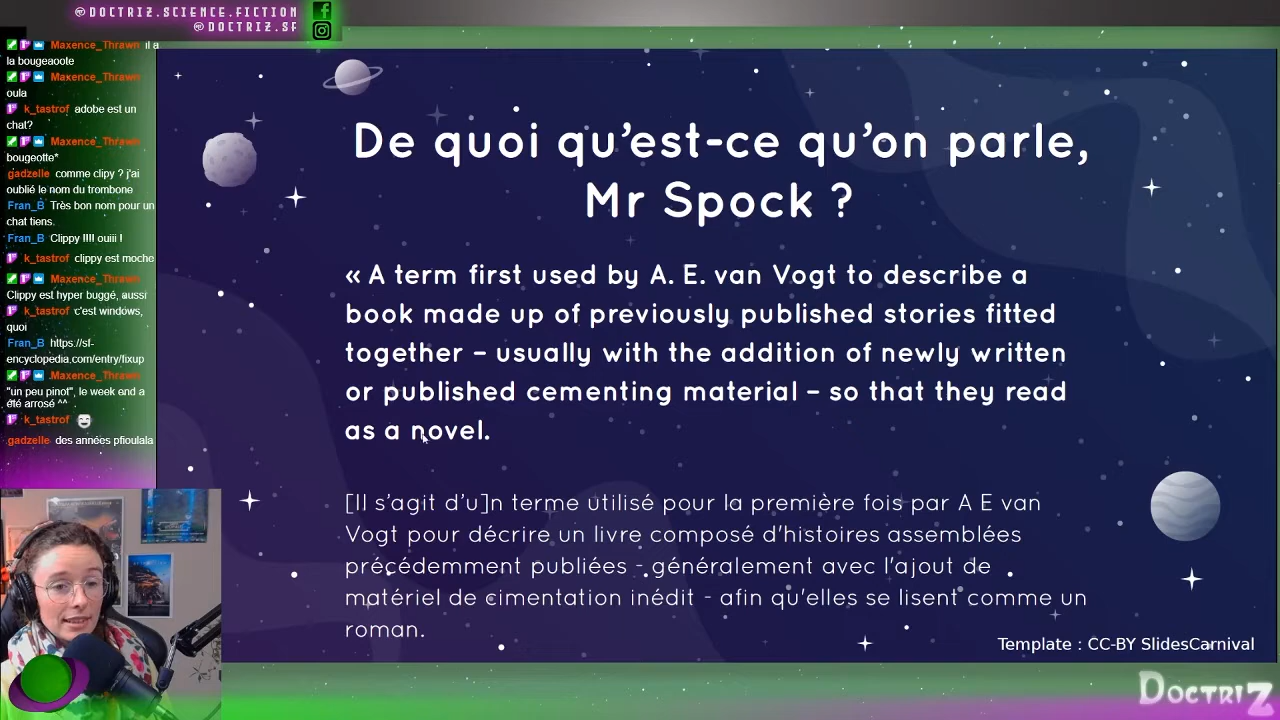 @DOCTRIZ.SCIENCE.FICTION
@DOCTRIZ.SF
Maxence_Thrawn il a
la bougeaoote
Maxence_Thrawn
oula
k_tastrof adobe est un
chat?
Maxence_Thrawn
bougeotte*
gadzelle comme clipy ? j'ai
oublié le nom du trombone
Fran_B Très bon nom pour un
chat tiens.
Fran_B Clippy !!!! ouiii !
k_tastrof clippy est moche
Maxence_Thrawn
Clippy est hyper buggé, aussi
k_tastrof c'est windows,
quoi
Fran_B https://sf-
encyclopedia.com/entry/fixup
Maxence_Thrawn
"un peu pinot", le week end a
été arrosé ^^
k_tastrof
gadzelle des années pfioulala
De quoi qu'est-ce qu'on parle,
Mr Spock ?
« A term first used by A. E. van Vogt to describe a
book made up of previously published stories fitted
together – usually with the addition of newly written
or published cementing material – so that they read
as a novel.
[Il s'agit d'u]n terme utilisé pour la première fois par A E van
Vogt pour décrire un livre composé d'histoires assemblées
précédemment publiées - généralement avec l'ajout de
matériel de cimentation inédit - afin qu'elles se lisent comme un
roman.
Template : CC-BY SlidesCarnival
DOCTRIZ